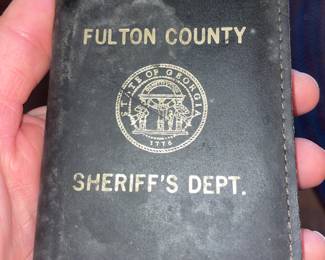 FULTON COUNTY
STATE OF GEORGIA
1776
SHERIFF'S DEPT.